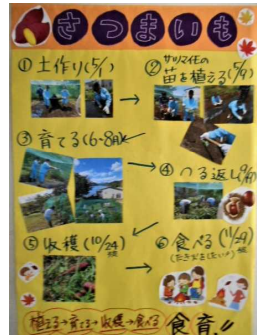 さつまいも
① 土作り(5/1)
② サツマイモの
苗を植える(5/9)
③ 育てる(6-8月)
④ つる返し(9/1)
⑤ 収穫(10/24)
⑥ 食べる(11/29)
植える→育てる→収穫→食べる 食育!!